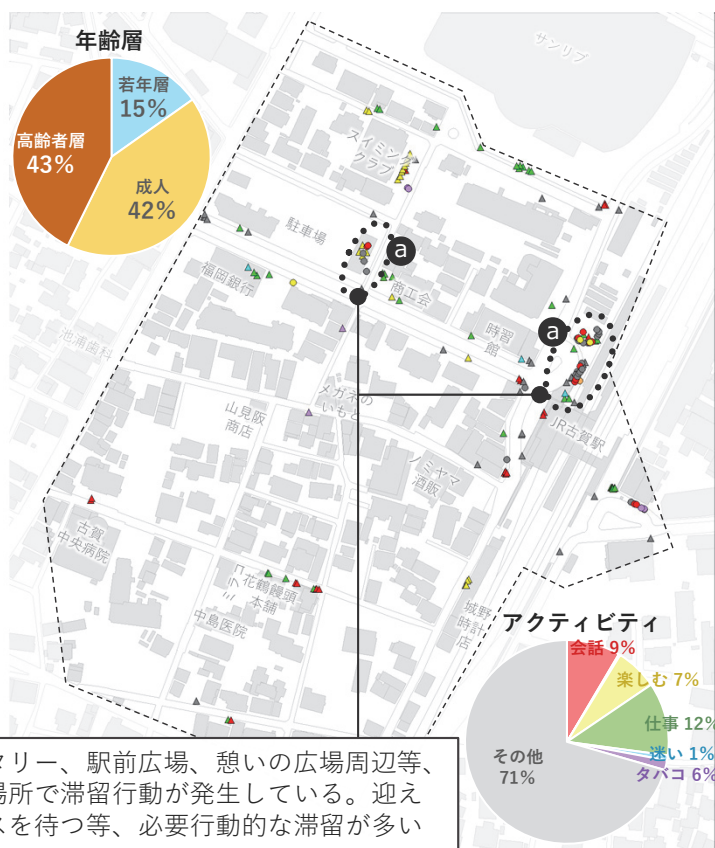 年齢層
若年層
15%
高齢者層
43%
成人
42%
サンリブ
スイミング
クラブ
駐車場
a
福岡銀行
商工会
a
時習
館
池浦歯科
メガネの
いもと
山見阪
商店
JR古賀駅
ノミヤマ
酒販
古賀
中央病院
花鶴饅頭
本舗
中島医院
城野
時計
店
アクティビティ
会話 9%
楽しむ 7%
仕事 12%
迷い 1%
タバコ 6%
その他
71%
タリー、駅前広場、憩いの広場周辺等、
場所で滞留行動が発生している。迎え
スを待つ等、必要行動的な滞留が多い